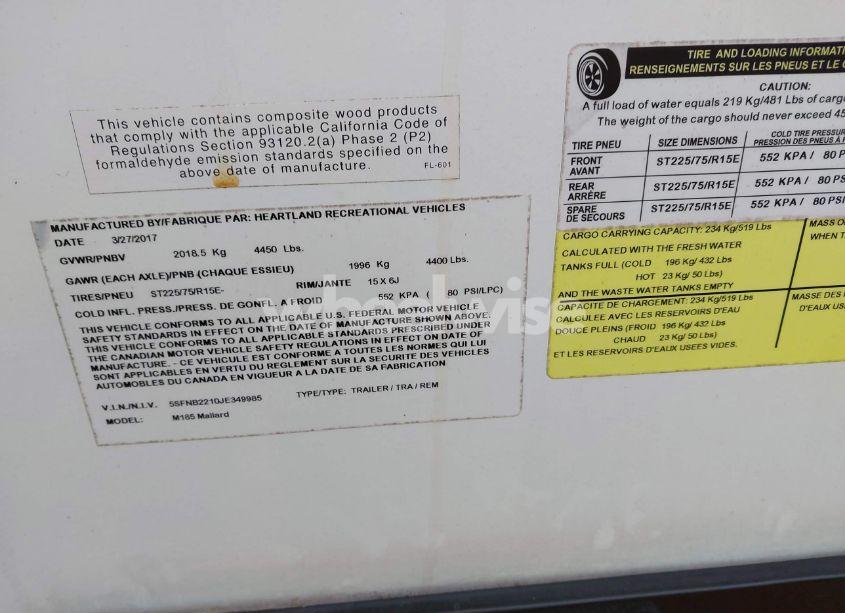 This vehicle contains composite wood products
that comply with the applicable California Code of
Regulations Section 93120.2(a) Phase 2 (P2)
formaldehyde emission standards specified on the
above date of manufacture.
FL-601
MANUFACTURED BY/FABRIQUE PAR: HEARTLAND RECREATIONAL VEHICLES
DATE 3/27/2017
GVWR/PNBV 2018.5 Kg 4450 Lbs.
GAWR (EACH AXLE)/PNB (CHAQUE ESSIEU) 1996 Kg 4400 Lbs.
TIRES/PNEU ST225/75/R15E- RIM/JANTE 15 X 6J
COLD INFL. PRESS./PRESS. DE GONFL. A FROID 552 KPA ( 80 PSI/LPC)
THIS VEHICLE CONFORMS TO ALL APPLICABLE U.S. FEDERAL MOTOR VEHICLE
SAFETY STANDARDS IN EFFECT ON THE DATE OF MANUFACTURE SHOWN ABOVE.
THIS VEHICLE CONFORMS TO ALL APPLICABLE STANDARDS PRESCRIBED UNDER
THE CANADIAN MOTOR VEHICLE SAFETY REGULATIONS IN EFFECT ON DATE OF
MANUFACTURE. - CE VEHICULE EST CONFORME A TOUTES LES NORMES QUI LUI
SONT APPLICABLES EN VERTU DU REGLEMENT SUR LA SECURITE DES VEHICLES
AUTOMOBILES DU CANADA EN VIGUEUR A LA DATE DE SA FABRICATION
V.I.N./N.I.V. 5SFNB2210JE349985 TYPE/TYPE: TRAILER / TRA / REM
MODEL: M185 Mallard
TIRE AND LOADING INFORMATI
RENSEIGNEMENTS SUR LES PNEUS ET LE C
CAUTION:
A full load of water equals 219 Kg/481 Lbs of cargo
The weight of the cargo should never exceed 45
TIRE PNEU SIZE DIMENSIONS COLD TIRE PRESSUR
PRESSION DES PNEUS À F
FRONT
AVANT ST225/75/R15E 552 KPA / 80 PSI
REAR
ARRÉRE ST225/75/R15E 552 KPA / 80 PSI
SPARE
DE SECOURS ST225/75/R15E 552 KPA / 80 P
CARGO CARRYING CAPACITY: 234 Kg/519 Lbs
CALCULATED WITH THE FRESH WATER
TANKS FULL (COLD 196 Kg/ 432 Lbs
HOT 23 Kg/ 50 Lbs)
AND THE WASTE WATER TANKS EMPTY
MASS O
WHEN T
CAPACITE DE CHARGEMENT: 234 Kg/519 Lbs
CALCULEE AVEC LES RESERVOIRS D'EAU
DOUCE PLEINS (FROID 196 Kg/ 432 Lbs
CHAUD 23 Kg/ 50 Lbs)
ET LES RESERVOIRS D'EAUX USEES VIDES.
MASSE DES
D'EAUX US